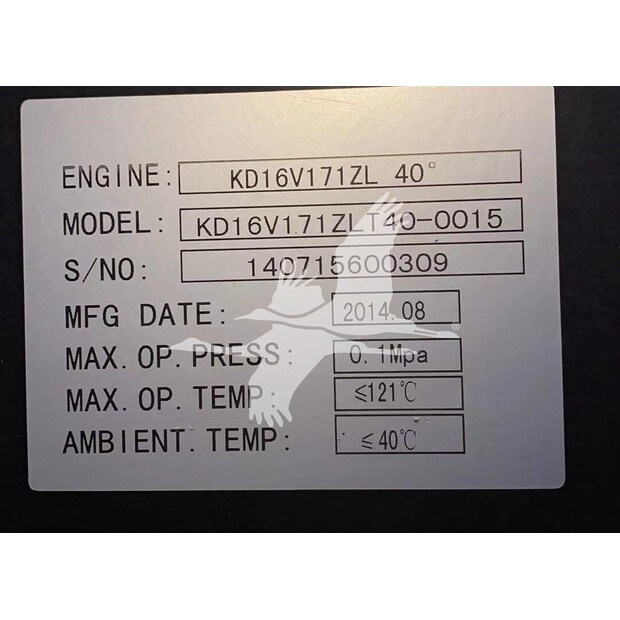 ENGINE: KD16V171ZL 40°
MODEL: KD16V171ZLT40-0015
S/NO: 140715600309
MFG DATE: 2014.08
MAX. OP. PRESS: 0.1Mpa
MAX. OP. TEMP: ≤121℃
AMBIENT. TEMP: ≤40℃